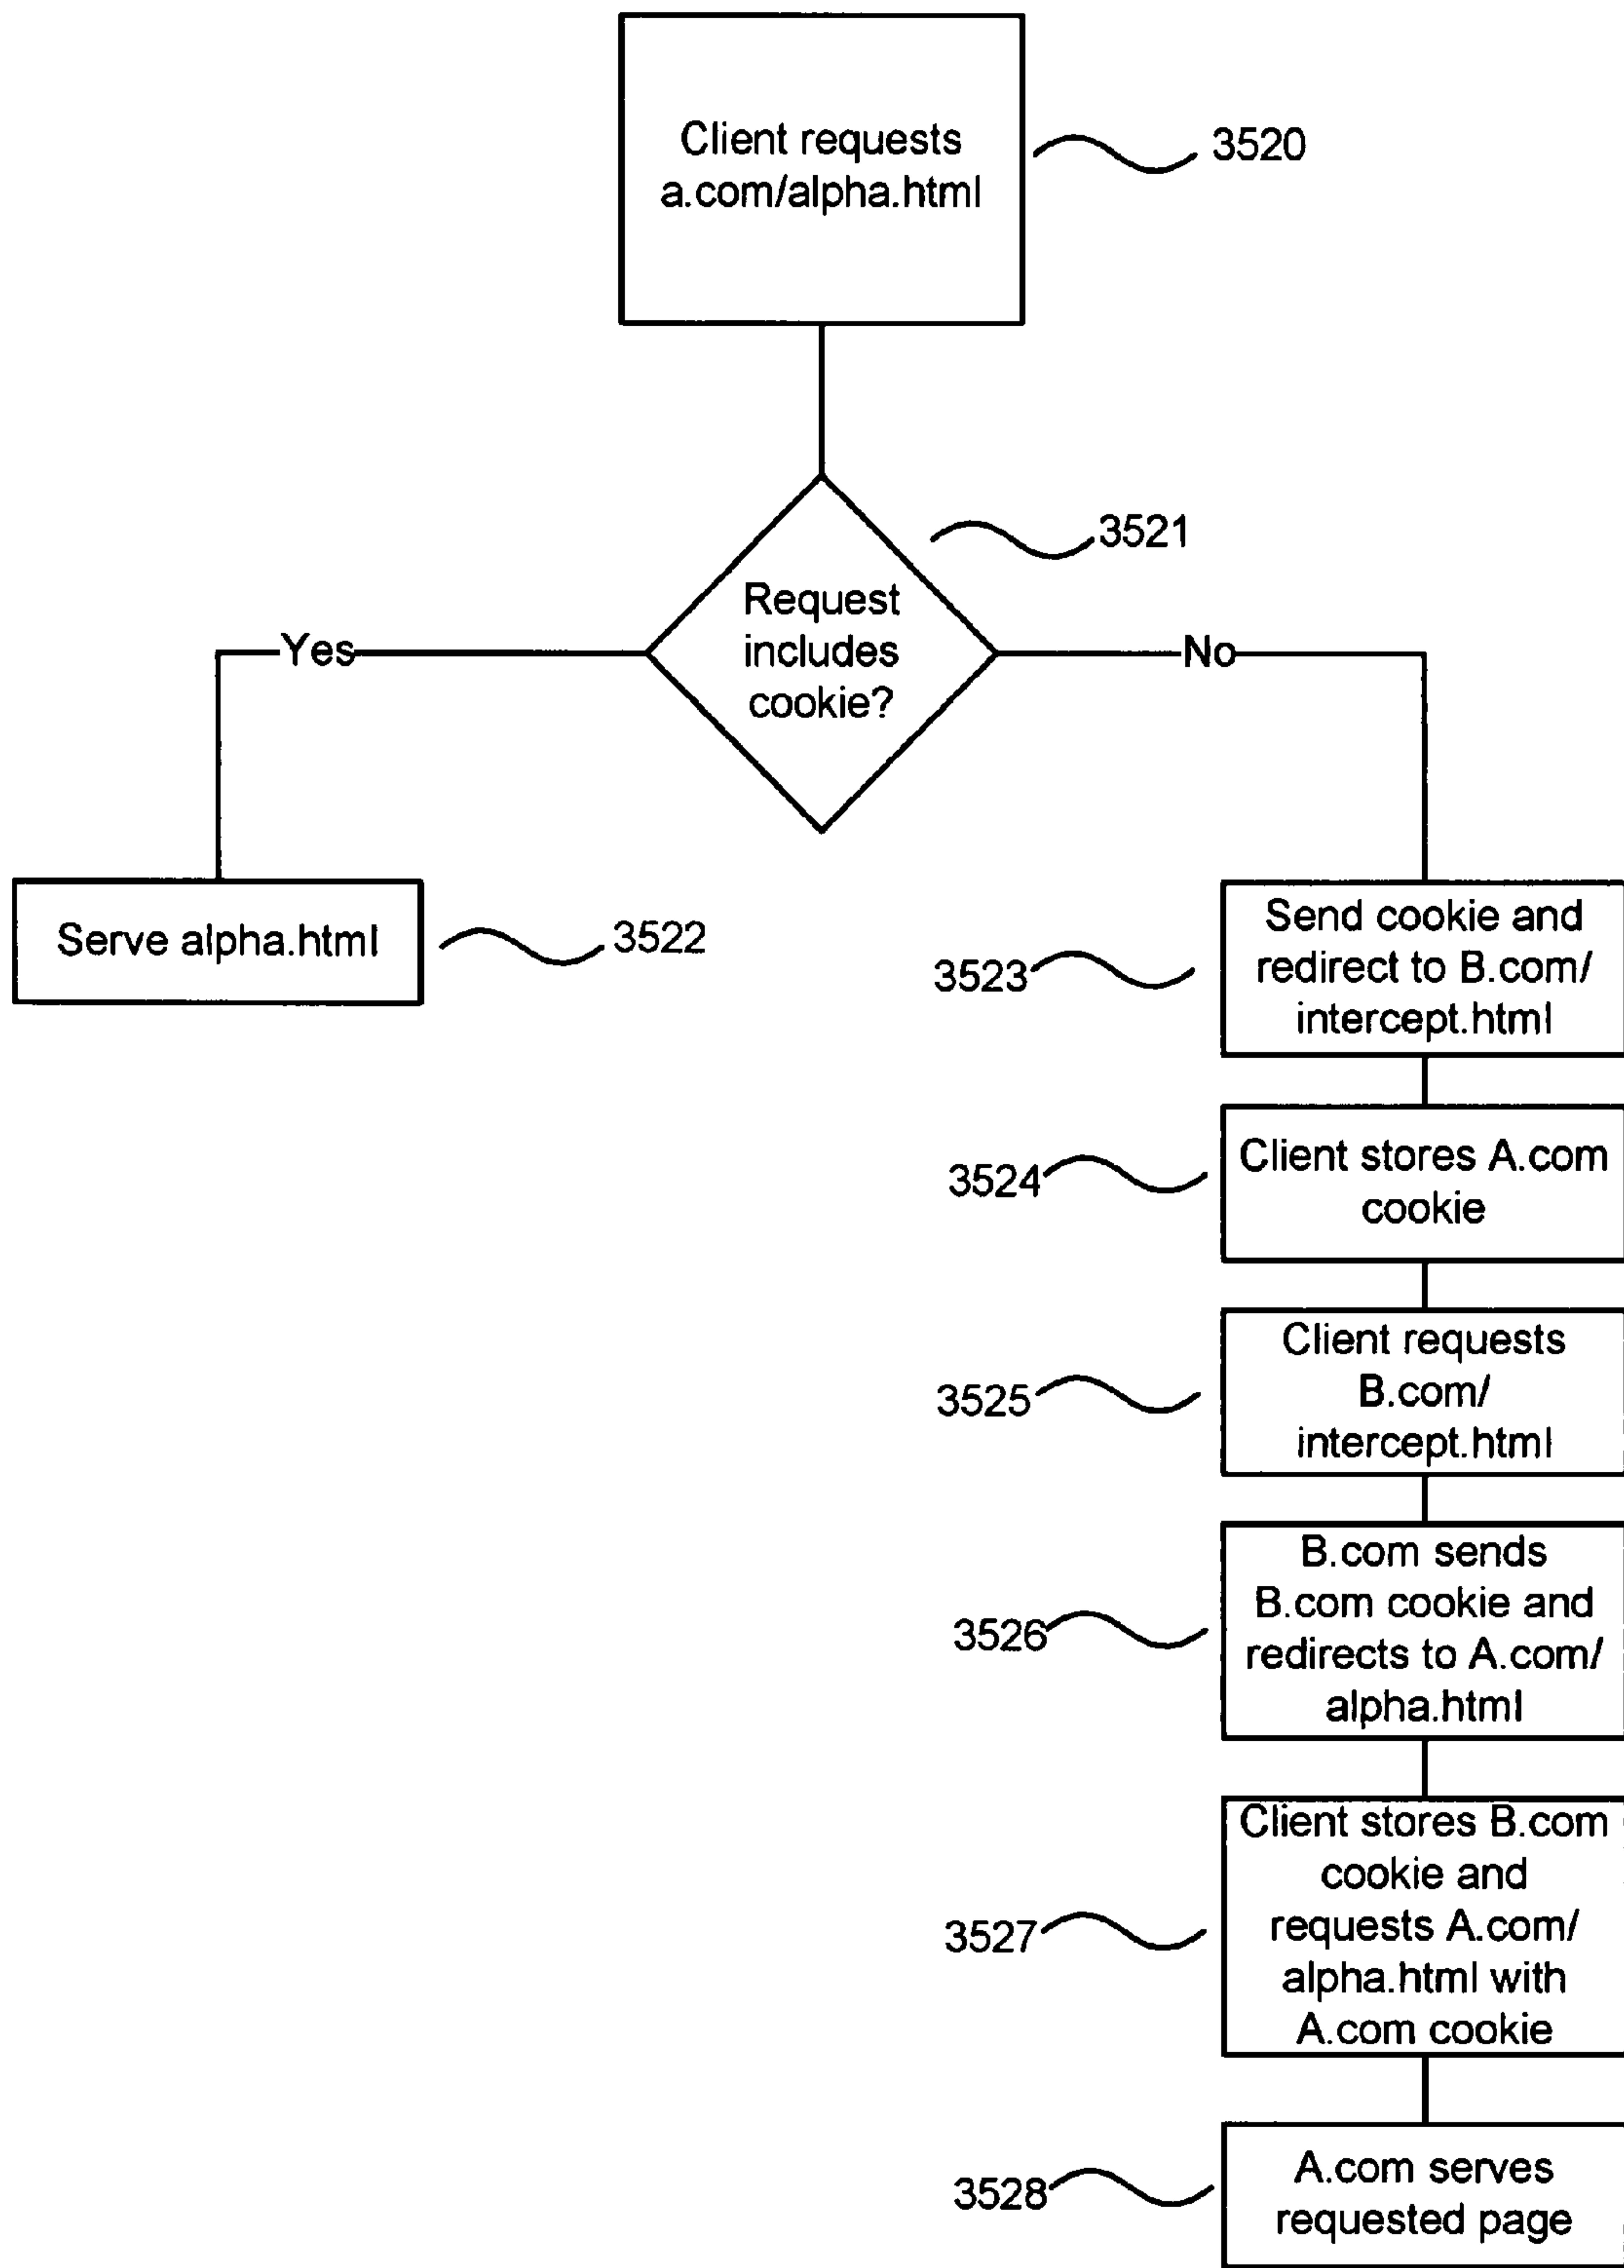 Client requests
a.com/alpha.html
3520
3521
Request
includes
cookie?
Yes
No
Serve alpha.html
3522
Send cookie and
redirect to B.com/
intercept.html
3523
Client stores A.com
cookie
3524
Client requests
B.com/
intercept.html
3525
B.com sends
B.com cookie and
redirects to A.com/
alpha.html
3526
Client stores B.com
cookie and
requests A.com/
alpha.html with
A.com cookie
3527
A.com serves
requested page
3528